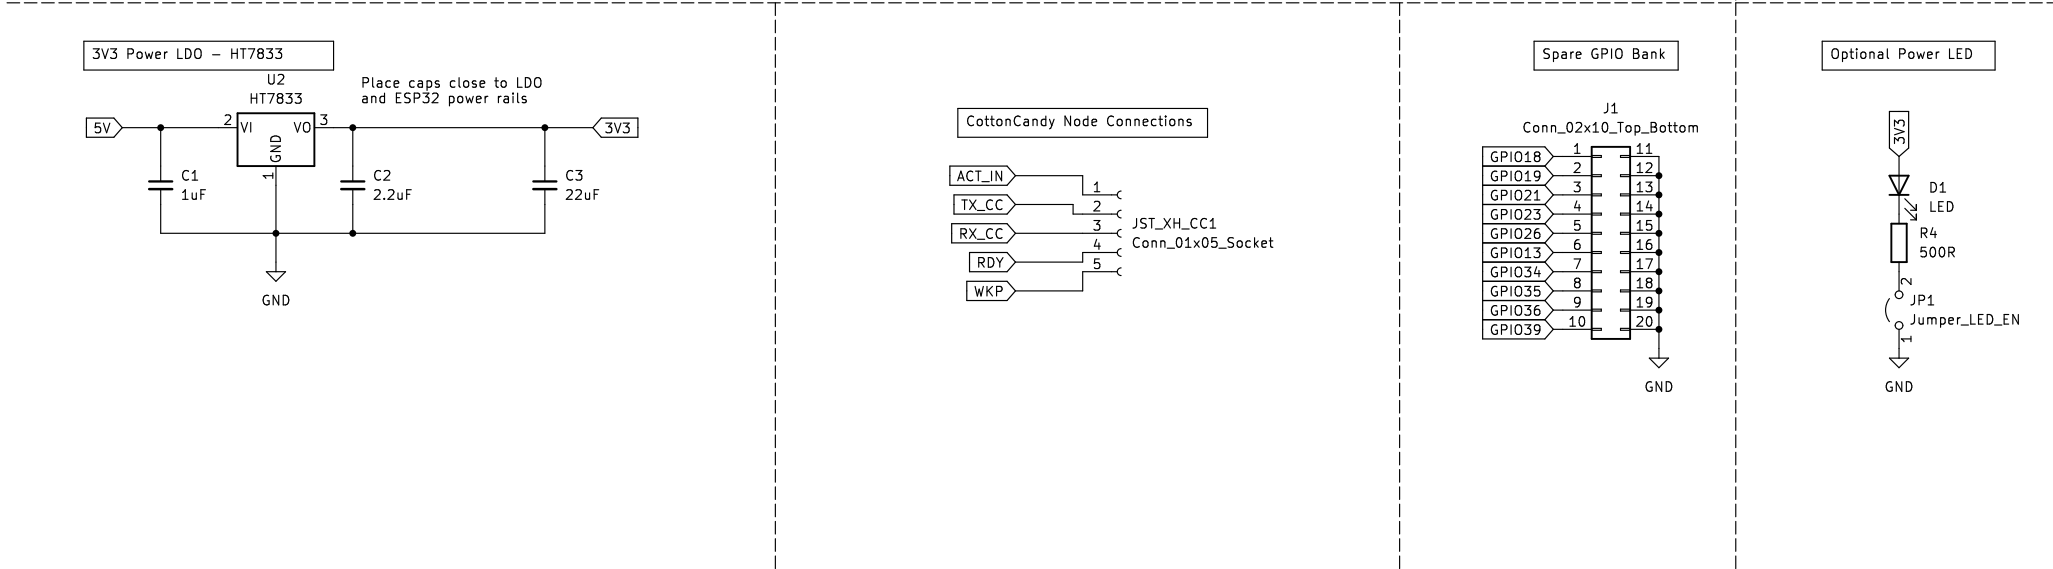 3V3 Power LDO - HT7833
U2
HT7833
Place caps close to LDO
and ESP32 power rails
5V
2
VI
VO
3
GND
1
3V3
C1
1uF
C2
2.2uF
C3
22uF
GND
CottonCandy Node Connections
ACT_IN
TX_CC
RX_CC
RDY
WKP
1
2
3
4
5
JST_XH_CC1
Conn_01x05_Socket
Spare GPIO Bank
J1
Conn_02x10_Top_Bottom
GPIO18 1 11
GPIO19 2 12
GPIO21 3 13
GPIO23 4 14
GPIO26 5 15
GPIO13 6 16
GPIO34 7 17
GPIO35 8 18
GPIO36 9 19
GPIO39 10 20
GND
Optional Power LED
3V3
D1
LED
R4
500R
2
JP1
Jumper_LED_EN
1
GND